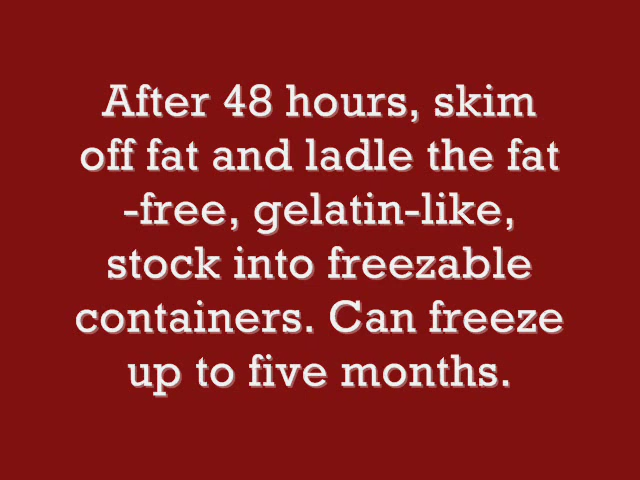 After 48 hours, skim
off fat and ladle the fat
-free, gelatin-like,
stock into freezable
containers. Can freeze
up to five months.